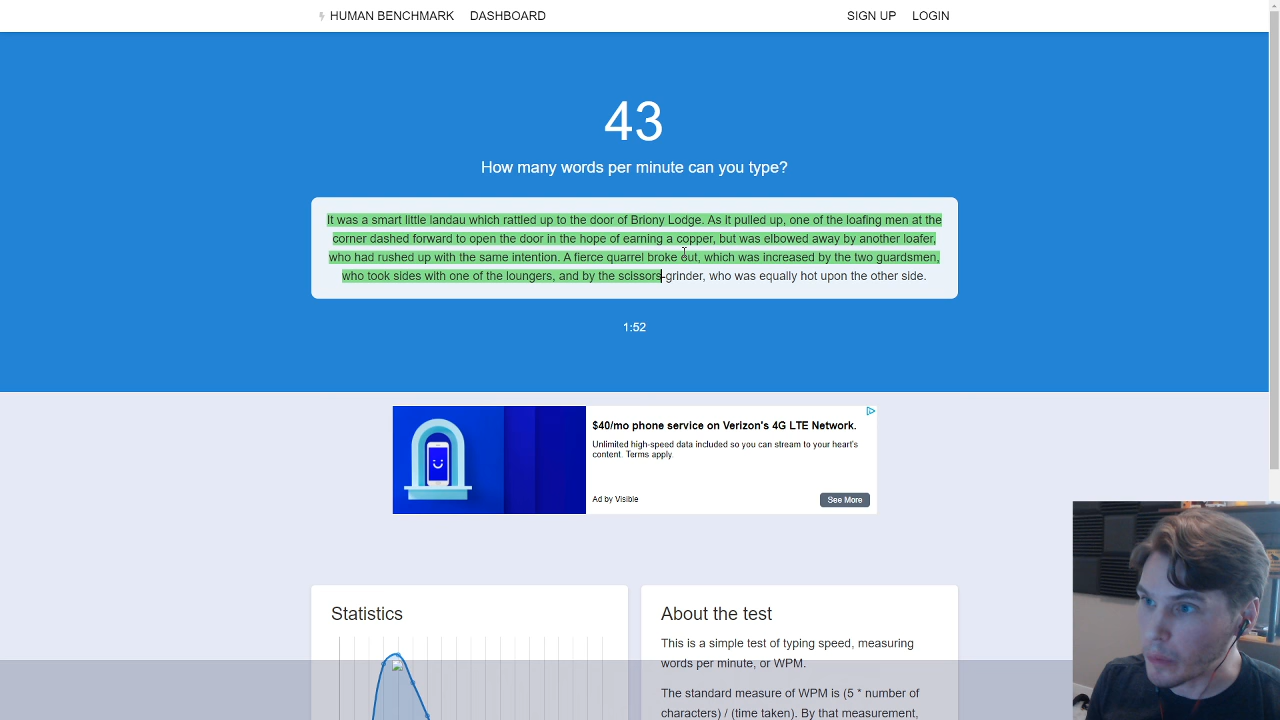 HUMAN BENCHMARK DASHBOARD SIGN UP LOGIN
43
How many words per minute can you type?
It was a smart little landau which rattled up to the door of Briony Lodge. As it pulled up, one of the loafing men at the
corner dashed forward to open the door in the hope of earning a copper, but was elbowed away by another loafer,
who had rushed up with the same intention. A fierce quarrel broke out, which was increased by the two guardsmen,
who took sides with one of the loungers, and by the scissors-grinder, who was equally hot upon the other side.
1:52
$40/mo phone service on Verizon's 4G LTE Network.
Unlimited high-speed data included so you can stream to your heart's
content. Terms apply.
Ad by Visible
See More
Statistics
About the test
This is a simple test of typing speed, measuring
words per minute, or WPM.
The standard measure of WPM is (5 * number of
characters) / (time taken). By that measurement,